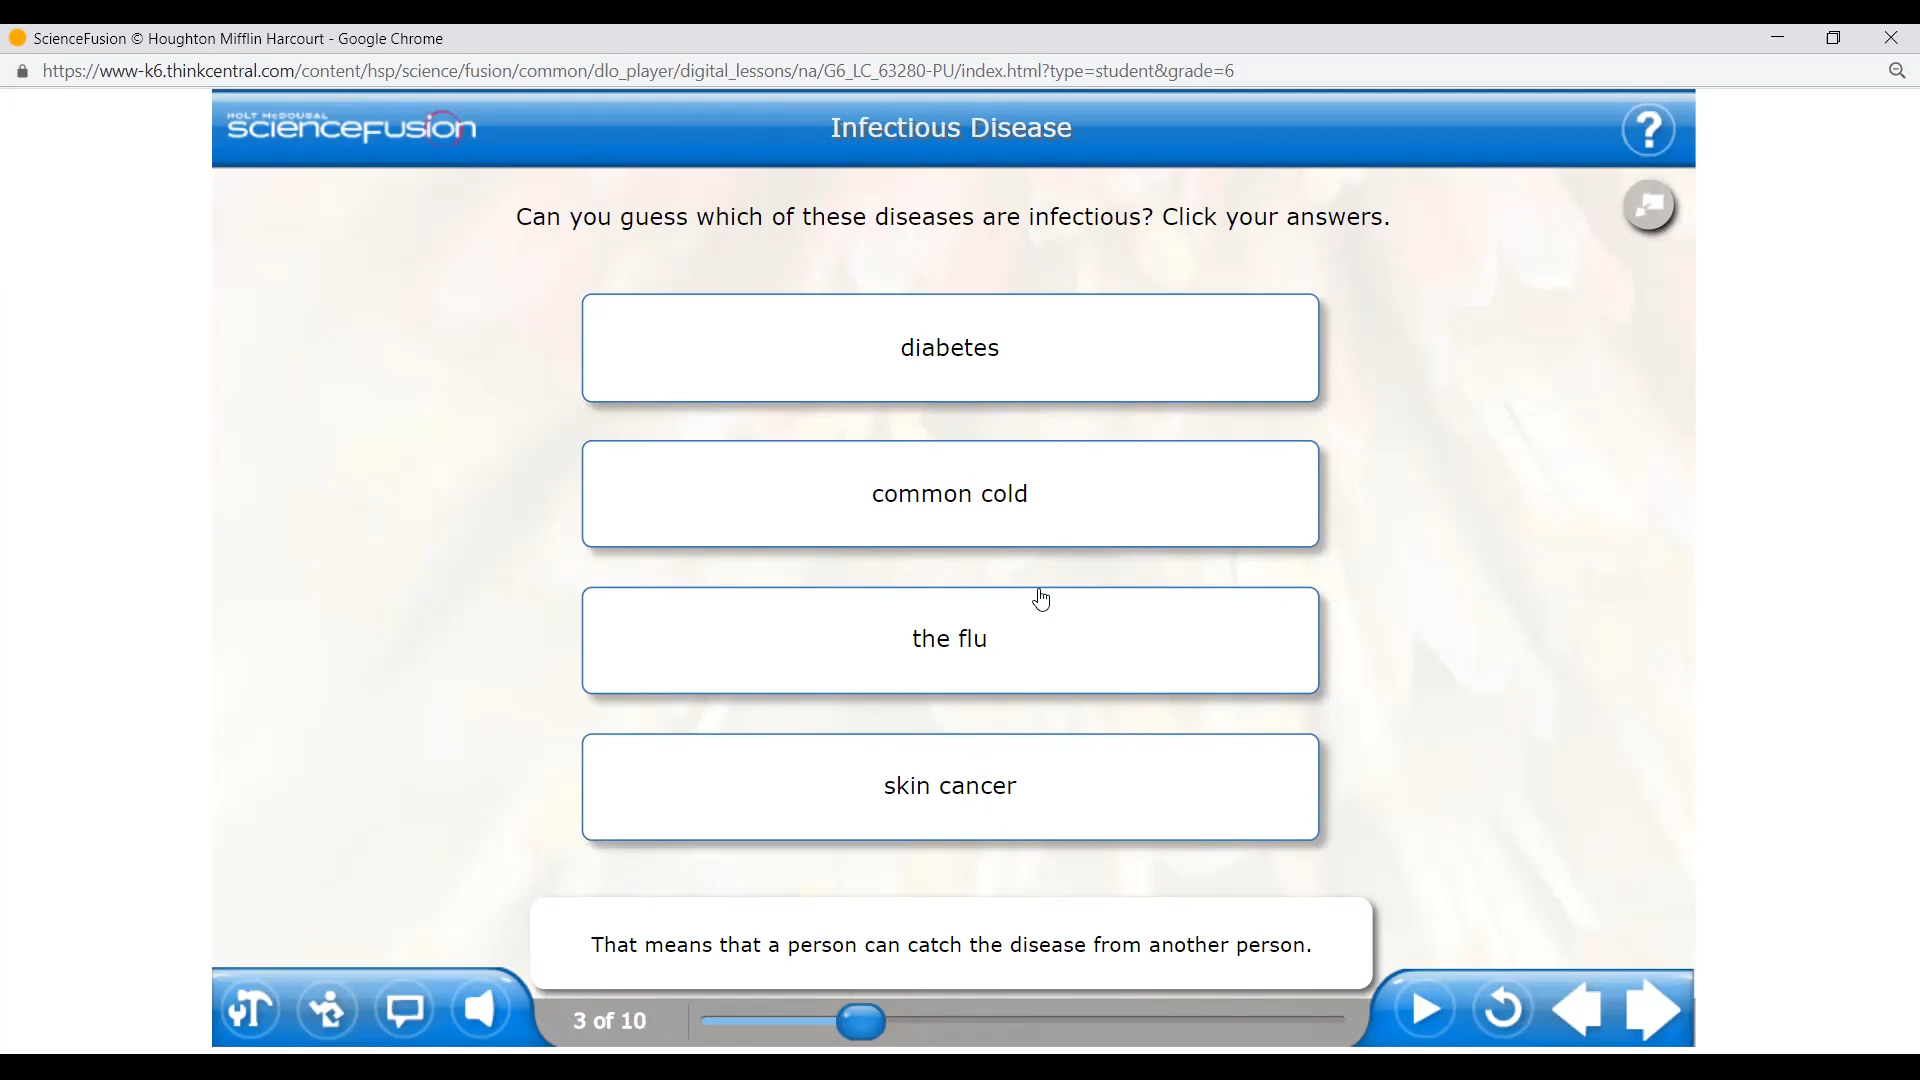 ScienceFusion © Houghton Mifflin Harcourt - Google Chrome
https://www-k6.thinkcentral.com/content/hsp/science/fusion/common/dlo_player/digital_lessons/na/G6_LC_63280-PU/index.html?type=student&grade=6
HOLT McDOUGAL
scienceFusion
Infectious Disease
?
Can you guess which of these diseases are infectious? Click your answers.
diabetes
common cold
the flu
skin cancer
That means that a person can catch the disease from another person.
3 of 10